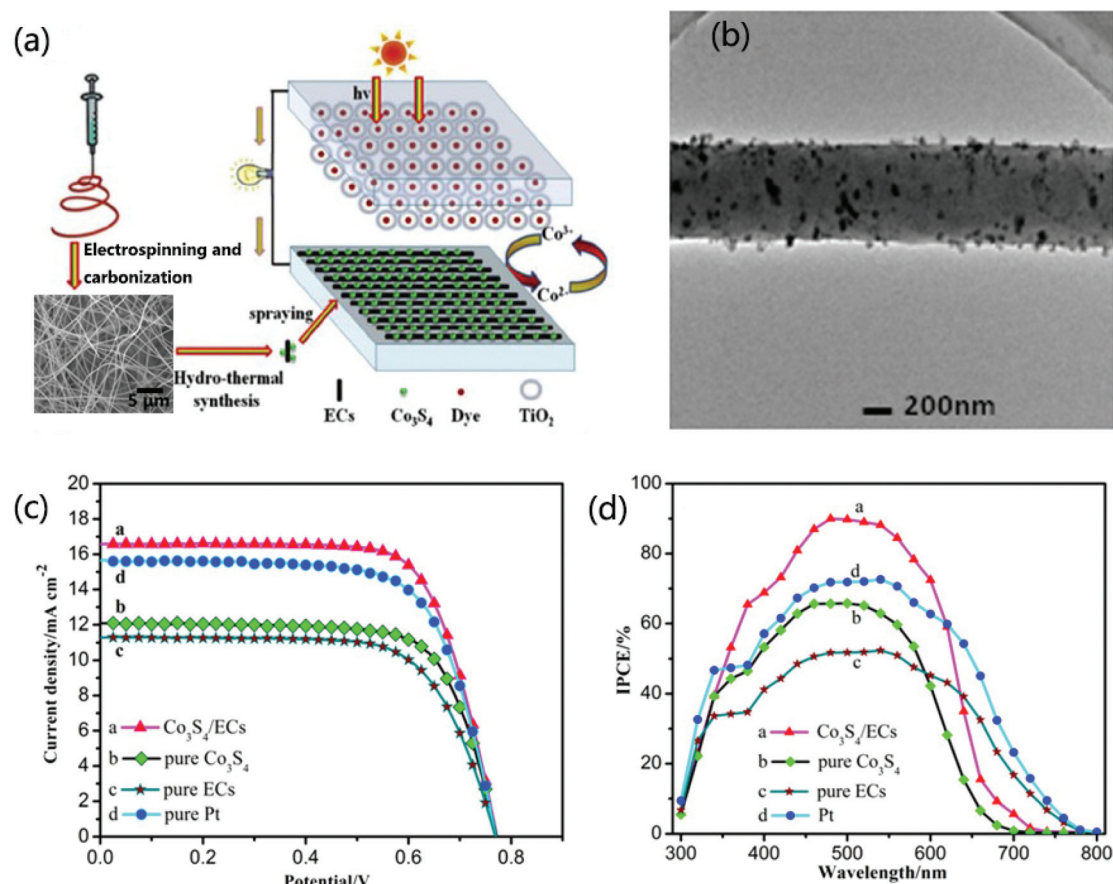 (a)
hν
Electrospinning and
carbonization
Co³⁻
Co²⁻
spraying
5 μm
Hydro-thermal
synthesis
ECs
Co₃S₄
Dye
TiO₂
(b)
200nm
(c)
20
18
16
14
12
10
8
6
4
2
0
Current density/mA cm⁻²
a
d
b
c
a Co₃S₄/ECs
b pure Co₃S₄
c pure ECs
d pure Pt
0.0 0.2 0.4 0.6 0.8
Potential/V
(d)
100
80
60
40
20
0
IPCE/%
a
d
b
c
a Co₃S₄/ECs
b pure Co₃S₄
c pure ECs
d Pt
300 400 500 600 700 800
Wavelength/nm